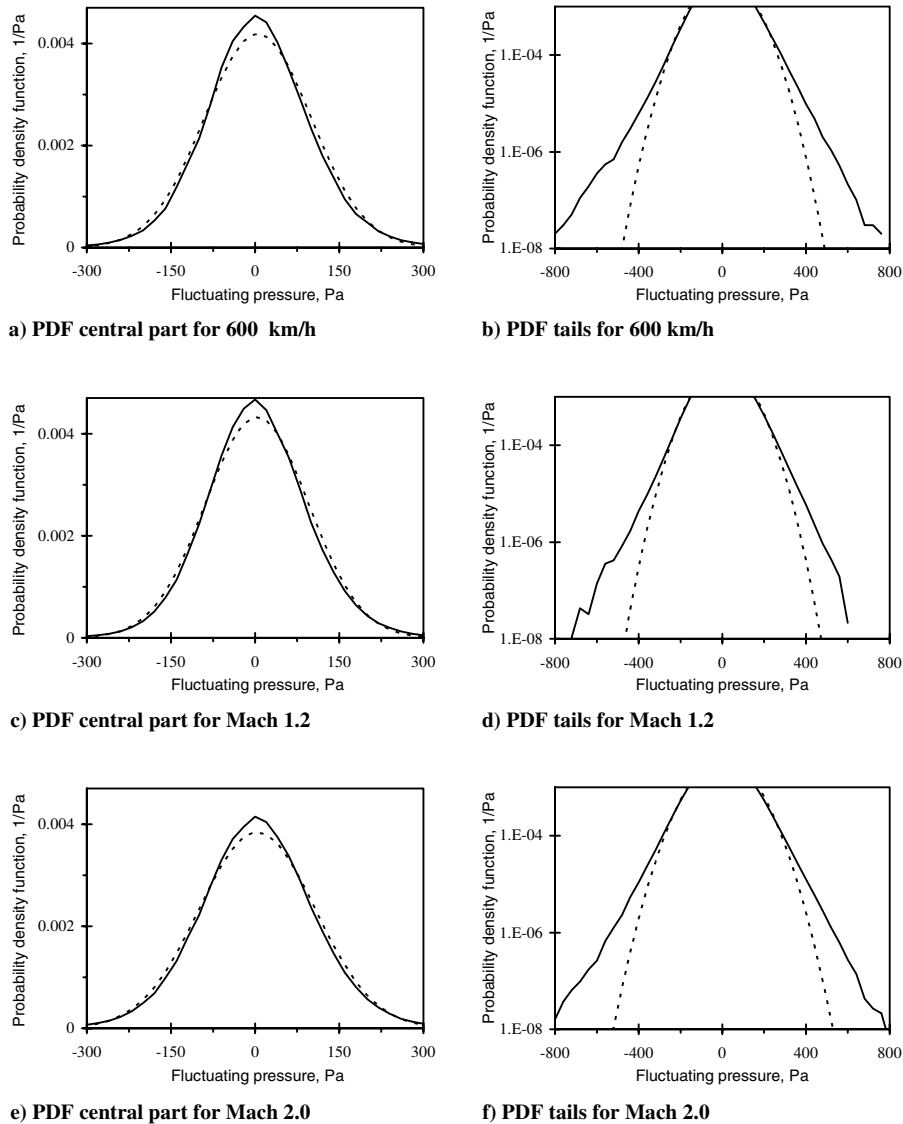 Probability density function, 1/Pa
0.004
0.002
0
-300
-150
0
150
300
Fluctuating pressure, Pa
a) PDF central part for 600 km/h
Probability density function, 1/Pa
1.E-04
1.E-06
1.E-08
-800
-400
0
400
800
Fluctuating pressure, Pa
b) PDF tails for 600 km/h
Probability density function, 1/Pa
0.004
0.002
0
-300
-150
0
150
300
Fluctuating pressure, Pa
c) PDF central part for Mach 1.2
Probability density function, 1/Pa
1.E-04
1.E-06
1.E-08
-800
-400
0
400
800
Fluctuating pressure, Pa
d) PDF tails for Mach 1.2
Probability density function, 1/Pa
0.004
0.002
0
-300
-150
0
150
300
Fluctuating pressure, Pa
e) PDF central part for Mach 2.0
Probability density function, 1/Pa
1.E-04
1.E-06
1.E-08
-800
-400
0
400
800
Fluctuating pressure, Pa
f) PDF tails for Mach 2.0